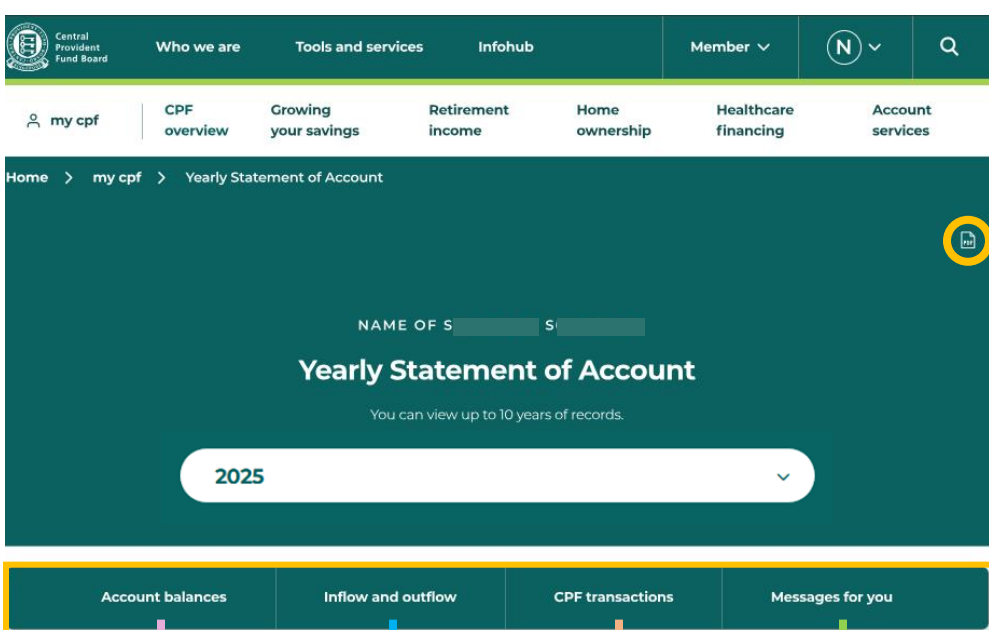 Central
Provident
Fund Board
Who we are Tools and services Infohub Member N
my cpf
CPF overview
Growing your savings
Retirement income
Home ownership
Healthcare financing
Account services
Home > my cpf > Yearly Statement of Account
PDF
NAME OF S S
Yearly Statement of Account
You can view up to 10 years of records.
2025
Account balances Inflow and outflow CPF transactions Messages for you